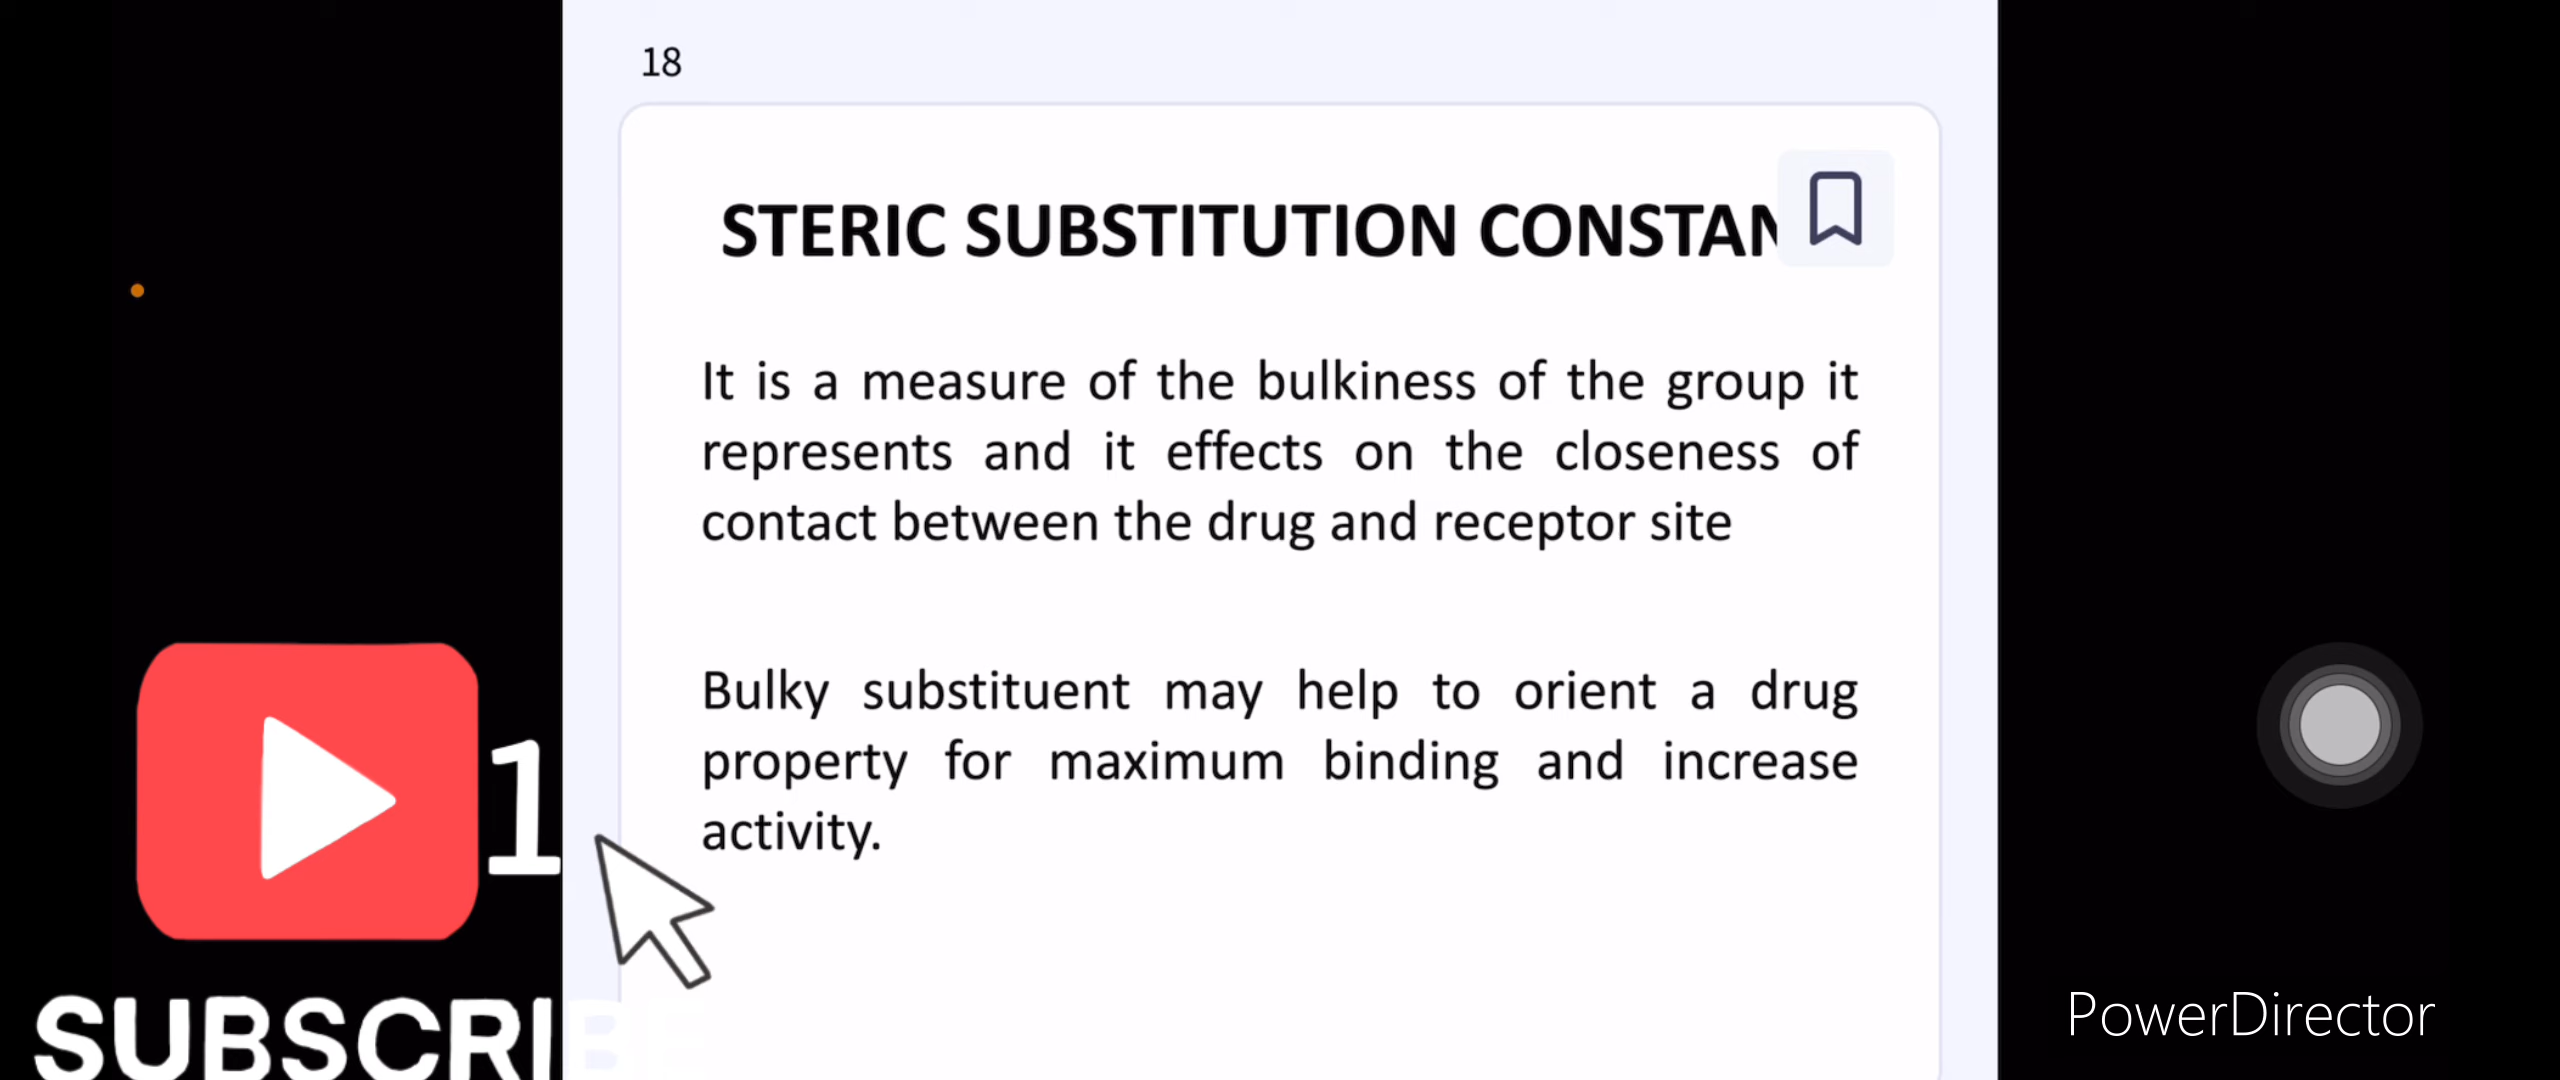 18
STERIC SUBSTITUTION CONSTAN
It is a measure of the bulkiness of the group it
represents and it effects on the closeness of
contact between the drug and receptor site
Bulky substituent may help to orient a drug
property for maximum binding and increase
activity.
1
SUBSCRIBE
PowerDirector